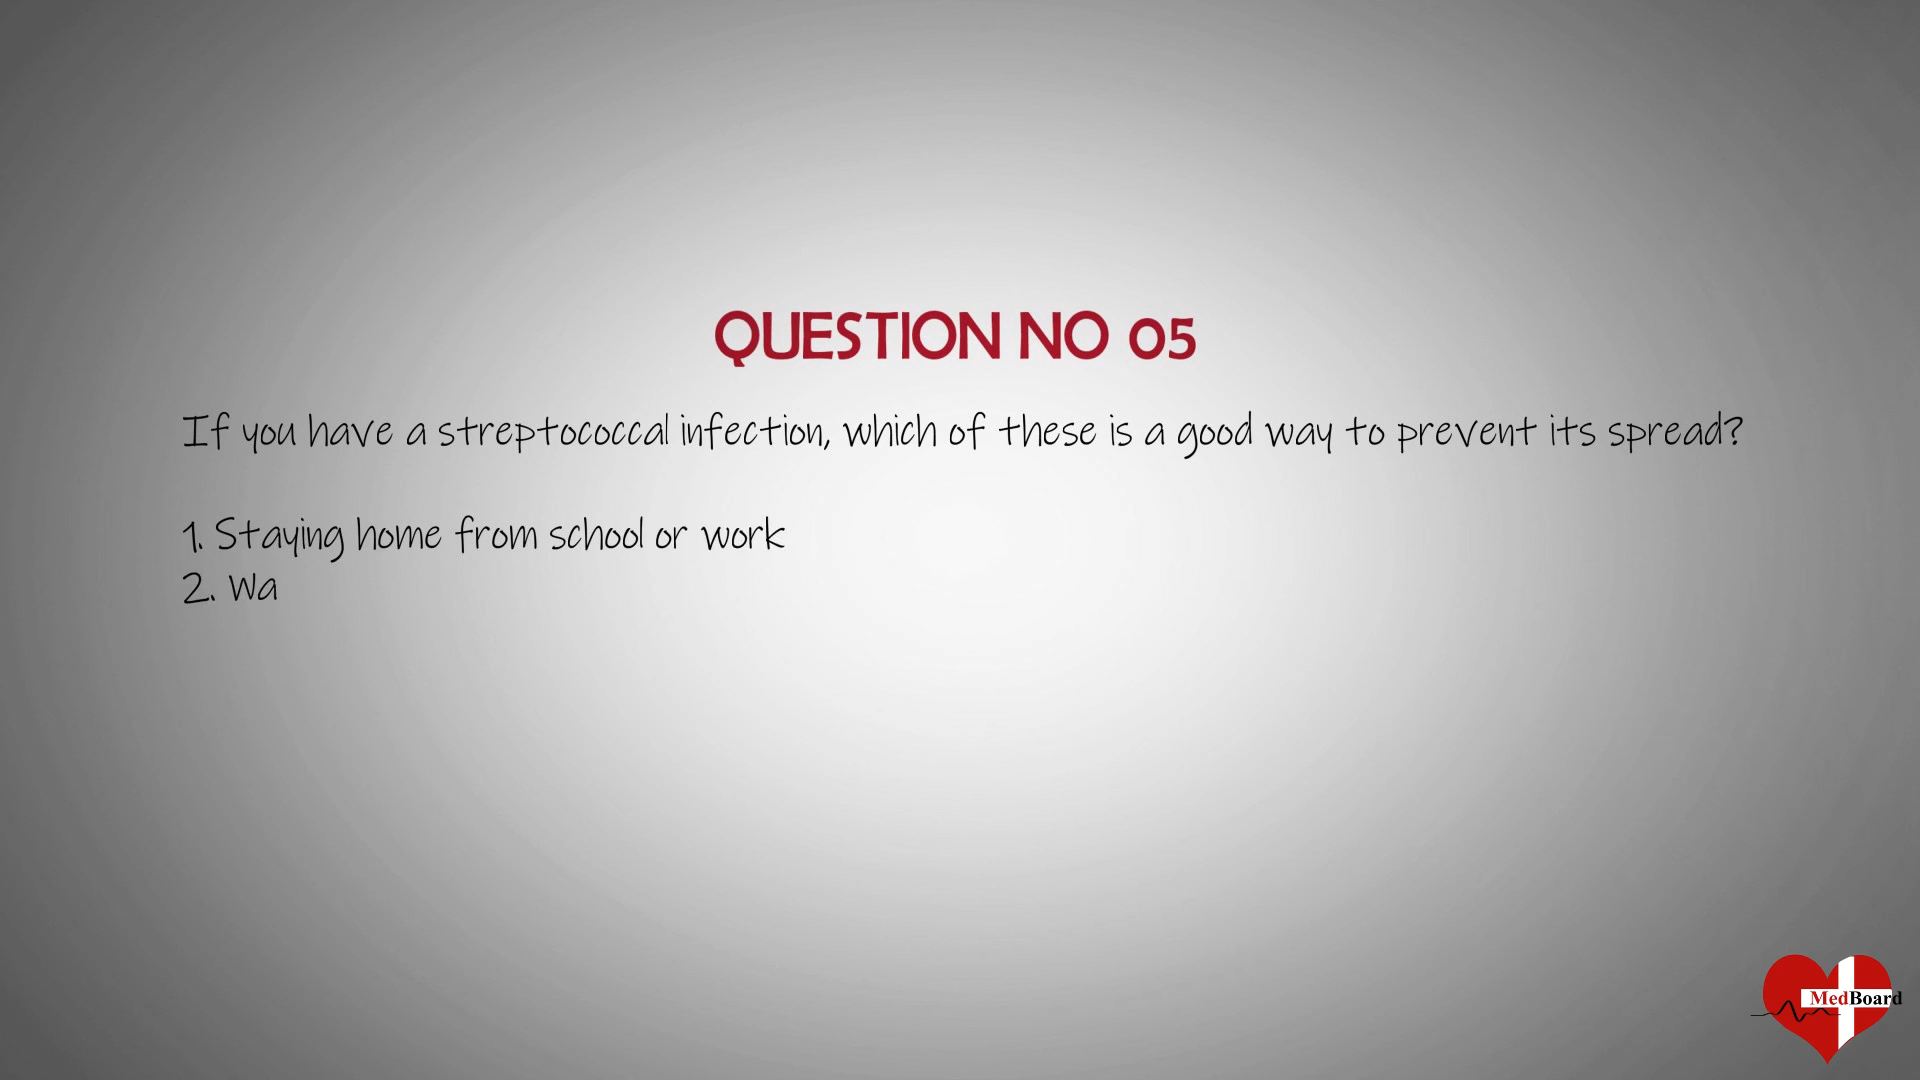 QUESTION NO 05
If you have a streptococcal infection, which of these is a good way to prevent its spread?
1. Staying home from school or work
2. Wa
MedBoard